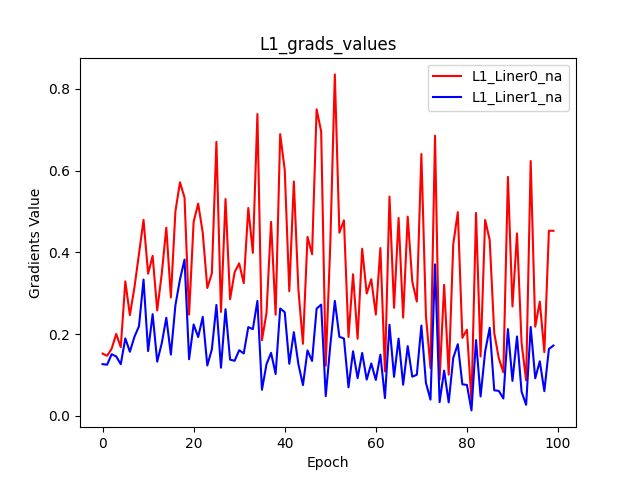 L1_grads_values
L1_Liner0_na
L1_Liner1_na
Gradients Value
0.8
0.6
0.4
0.2
0.0
0 20 40 60 80 100
Epoch